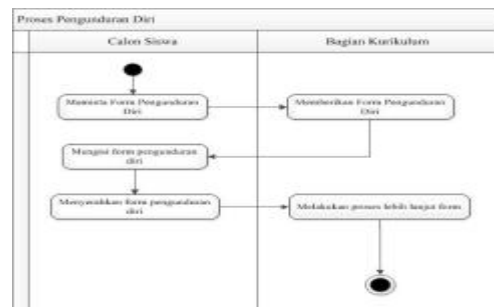 Proses Pengunduran Diri
Calon Siswa
Bagian Kurikulum
Meminta Form Pengunduran
Diri
Memberikan Form Pengunduran
Diri
Mengisi form pengunduran
diri
Menyerahkan form pengunduran
diri
Melakukan proses lebih lanjut form